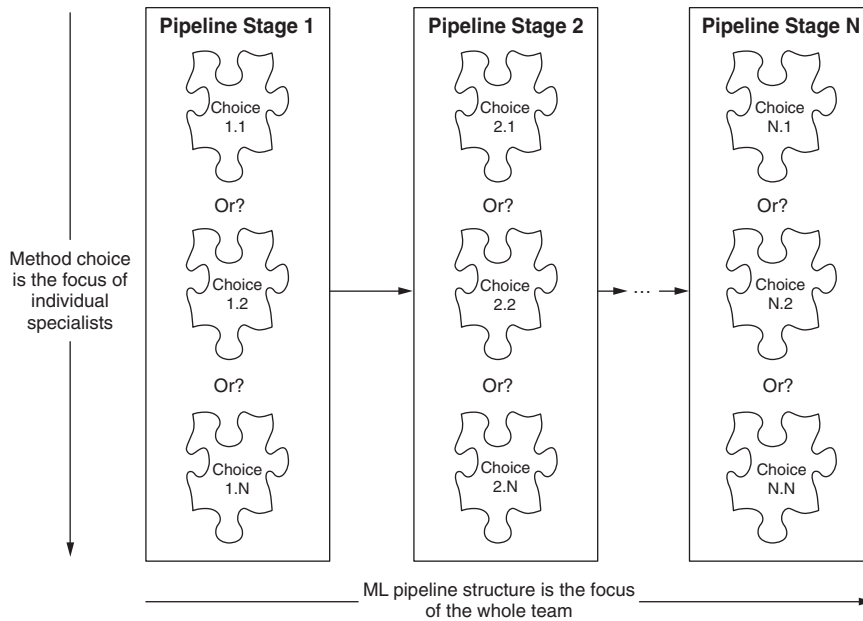 Pipeline Stage 1
Pipeline Stage 2
Pipeline Stage N
Choice
1.1
Choice
2.1
Choice
N.1
Or?
Or?
Or?
Method choice
is the focus of
individual
specialists
Choice
1.2
Choice
2.2
...
Choice
N.2
Or?
Or?
Or?
Choice
1.N
Choice
2.N
Choice
N.N
ML pipeline structure is the focus
of the whole team